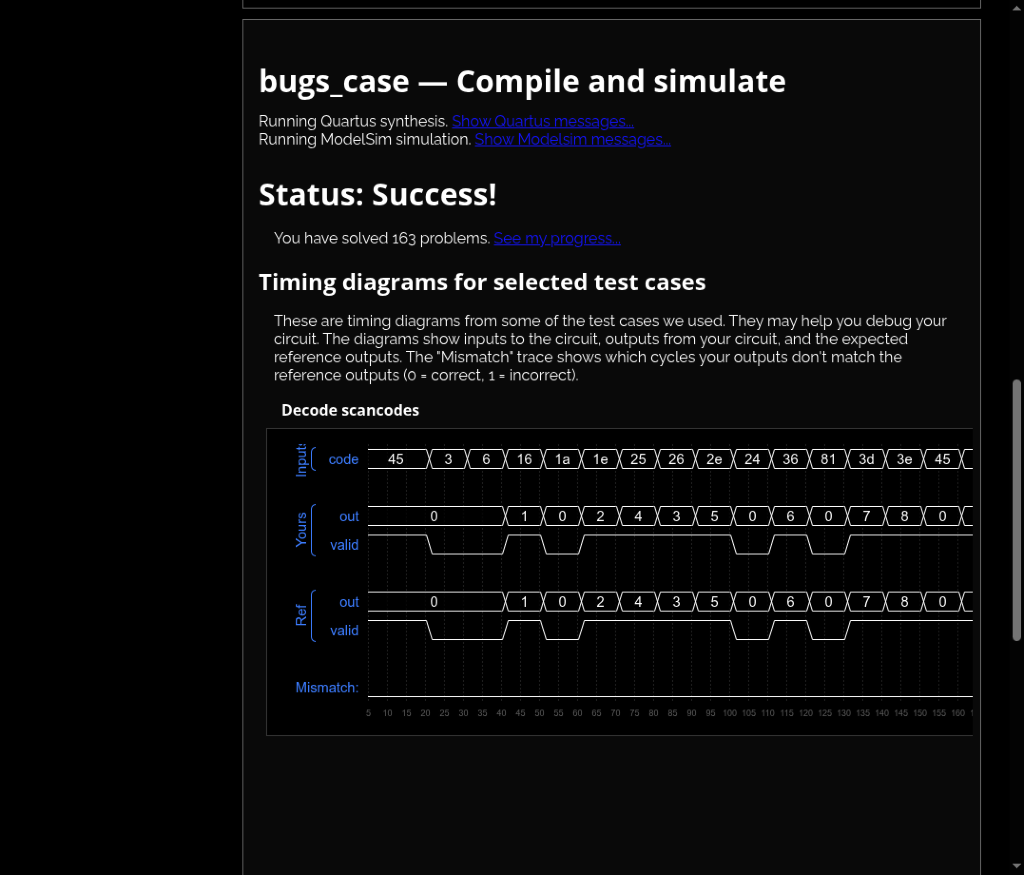 bugs_case — Compile and simulate
Running Quartus synthesis. Show Quartus messages...
Running ModelSim simulation. Show Modelsim messages...
Status: Success!
You have solved 163 problems. See my progress...
Timing diagrams for selected test cases
These are timing diagrams from some of the test cases we used. They may help you debug your
circuit. The diagrams show inputs to the circuit, outputs from your circuit, and the expected
reference outputs. The "Mismatch" trace shows which cycles your outputs don't match the
reference outputs (0 = correct, 1 = incorrect).
Decode scancodes
Inputs
code 45 3 6 16 1a 1e 25 26 2e 24 36 81 3d 3e 45
Yours
out 0 1 0 2 4 3 5 0 6 0 7 8 0
valid
Ref
out 0 1 0 2 4 3 5 0 6 0 7 8 0
valid
Mismatch:
5 10 15 20 25 30 35 40 45 50 55 60 65 70 75 80 85 90 95 100 105 110 115 120 125 130 135 140 145 150 155 160